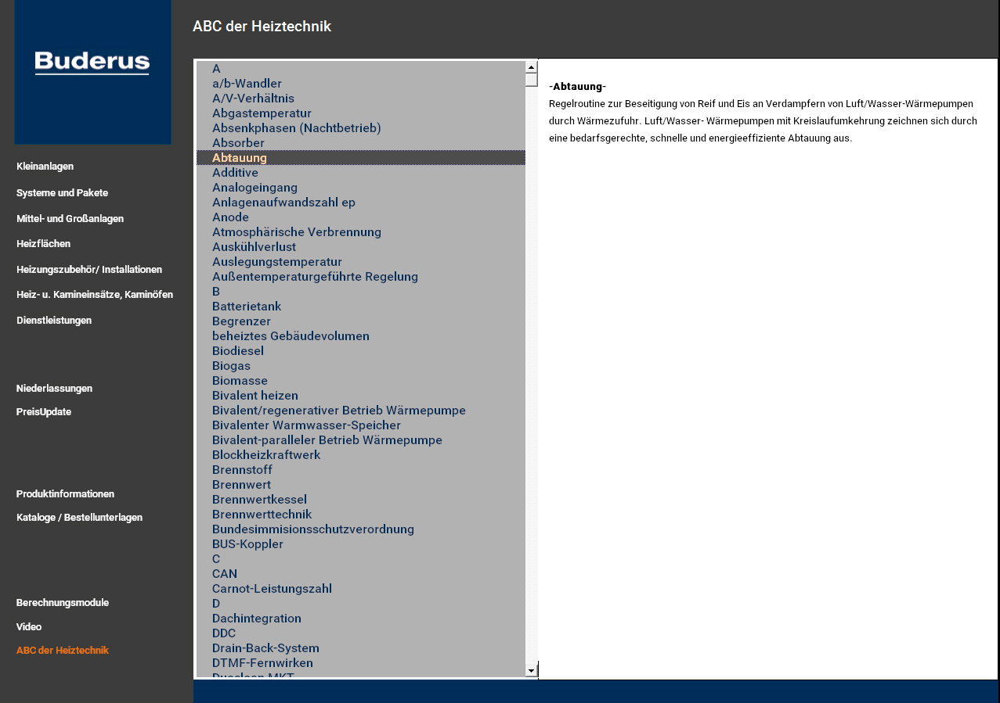 Buderus
ABC der Heiztechnik
Kleinanlagen
Systeme und Pakete
Mittel- und Großanlagen
Heizflächen
Heizungszubehör/ Installationen
Heiz- u. Kamineinsätze, Kaminöfen
Dienstleistungen
Niederlassungen
PreisUpdate
Produktinformationen
Kataloge / Bestellunterlagen
Berechnungsmodule
Video
ABC der Heiztechnik
A
a/b-Wandler
A/V-Verhältnis
Abgastemperatur
Absenkphasen (Nachtbetrieb)
Absorber
Abtauung
Additive
Analogeingang
Anlagenaufwandszahl ep
Anode
Atmosphärische Verbrennung
Auskühlverlust
Auslegungstemperatur
Außentemperaturgeführte Regelung
B
Batterietank
Begrenzer
beheiztes Gebäudevolumen
Biodiesel
Biogas
Biomasse
Bivalent heizen
Bivalent/regenerativer Betrieb Wärmepumpe
Bivalenter Warmwasser-Speicher
Bivalent-paralleler Betrieb Wärmepumpe
Blockheizkraftwerk
Brennstoff
Brennwert
Brennwertkessel
Brennwerttechnik
Bundesimmisionsschutzverordnung
BUS-Koppler
C
CAN
Carnot-Leistungszahl
D
Dachintegration
DDC
Drain-Back-System
DTMF-Fernwirken
-Abtauung-
Regelroutine zur Beseitigung von Reif und Eis an Verdampfern von Luft/Wasser-Wärmepumpen
durch Wärmezufuhr. Luft/Wasser- Wärmepumpen mit Kreislaufumkehrung zeichnen sich durch
eine bedarfsgerechte, schnelle und energieeffiziente Abtauung aus.